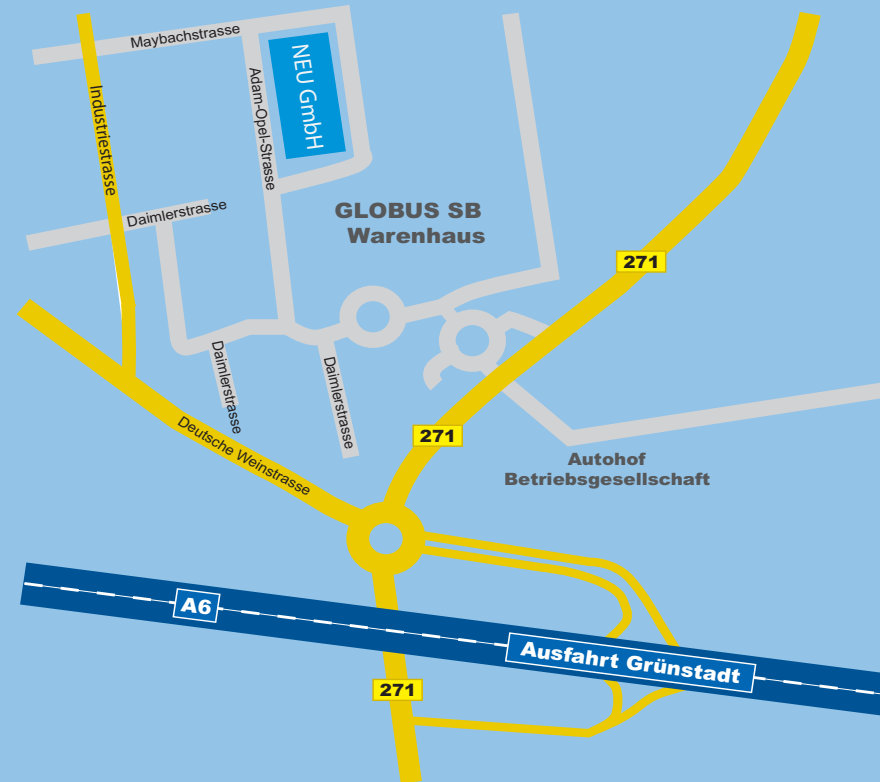 Maybachstrasse
Industriestrasse
Adam-Opel-Strasse
NEU GmbH
Daimlerstrasse
GLOBUS SB
Warenhaus
271
Daimlerstrasse
Daimlerstrasse
Deutsche Weinstrasse
271
Autohof
Betriebsgesellschaft
A6
Ausfahrt Grünstadt
271